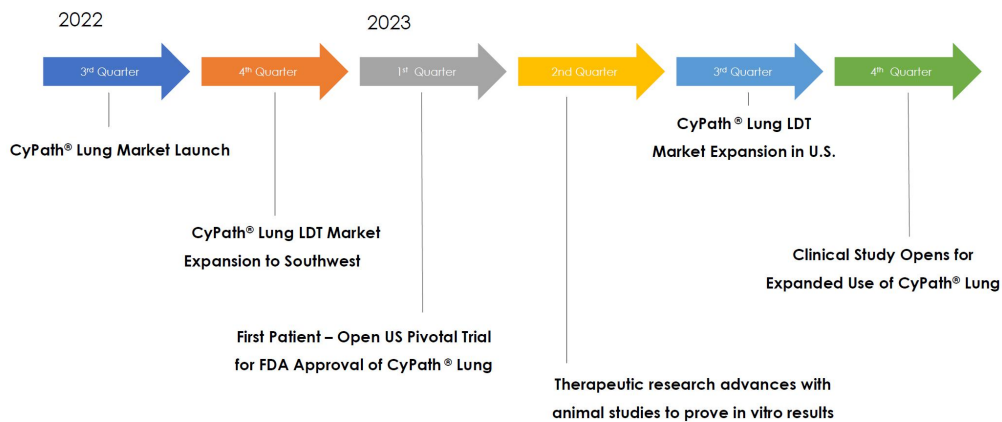 2022
2023
3rd Quarter
4th Quarter
1st Quarter
2nd Quarter
3rd Quarter
4th Quarter
CyPath® Lung Market Launch
CyPath® Lung LDT Market
Expansion to Southwest
First Patient – Open US Pivotal Trial
for FDA Approval of CyPath® Lung
Therapeutic research advances with
animal studies to prove in vitro results
CyPath® Lung LDT
Market Expansion in U.S.
Clinical Study Opens for
Expanded Use of CyPath® Lung